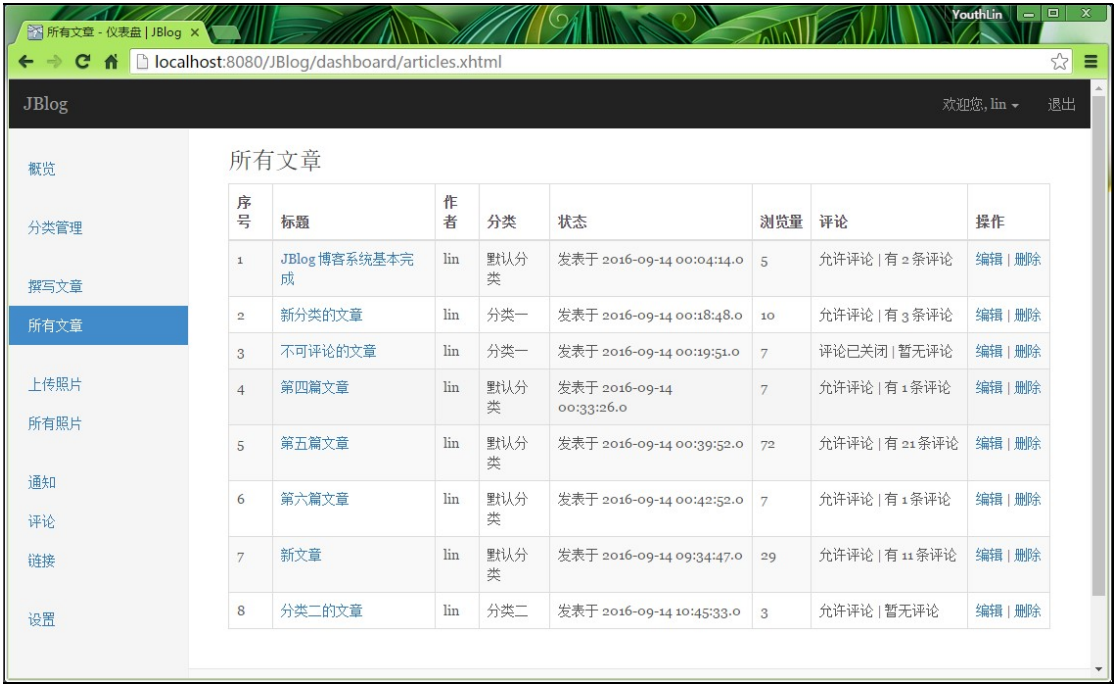 YouthLin
所有文章 - 仪表盘 | JBlog
localhost:8080/JBlog/dashboard/articles.xhtml
JBlog 欢迎您, lin 退出
概览
分类管理
撰写文章
所有文章
上传照片
所有照片
通知
评论
链接
设置
所有文章
序号 标题 作者 分类 状态 浏览量 评论 操作
1 JBlog 博客系统基本完成 lin 默认分类 发表于 2016-09-14 00:04:14.0 5 允许评论 | 有 2 条评论 编辑 | 删除
2 新分类的文章 lin 分类一 发表于 2016-09-14 00:18:48.0 10 允许评论 | 有 3 条评论 编辑 | 删除
3 不可评论的文章 lin 分类一 发表于 2016-09-14 00:19:51.0 7 评论已关闭 | 暂无评论 编辑 | 删除
4 第四篇文章 lin 默认分类 发表于 2016-09-14 00:33:26.0 7 允许评论 | 有 1 条评论 编辑 | 删除
5 第五篇文章 lin 默认分类 发表于 2016-09-14 00:39:52.0 72 允许评论 | 有 21 条评论 编辑 | 删除
6 第六篇文章 lin 默认分类 发表于 2016-09-14 00:42:52.0 7 允许评论 | 有 1 条评论 编辑 | 删除
7 新文章 lin 默认分类 发表于 2016-09-14 09:34:47.0 29 允许评论 | 有 11 条评论 编辑 | 删除
8 分类二的文章 lin 分类二 发表于 2016-09-14 10:45:33.0 3 允许评论 | 暂无评论 编辑 | 删除